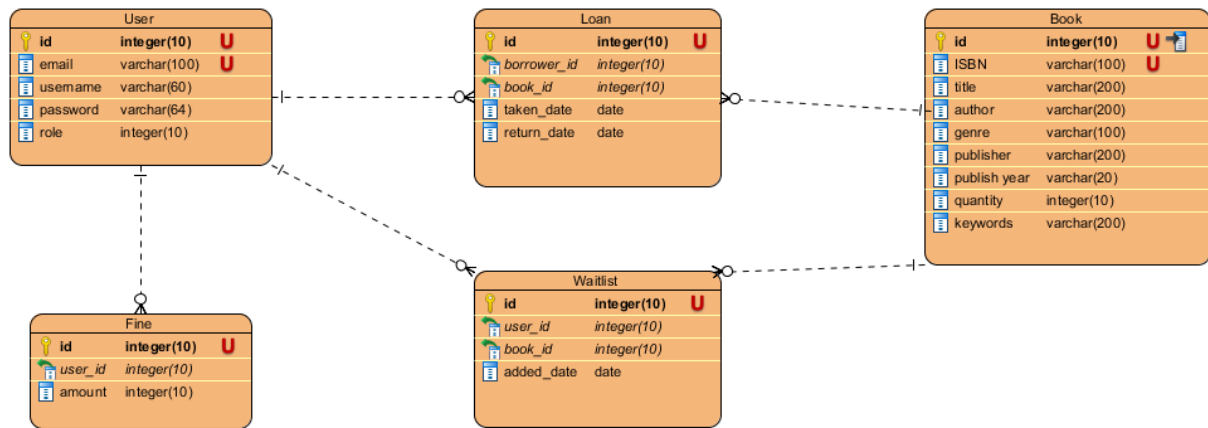 User
id integer(10) U
email varchar(100) U
username varchar(60)
password varchar(64)
role integer(10)
Loan
id integer(10) U
borrower_id integer(10)
book_id integer(10)
taken_date date
return_date date
Book
id integer(10) U
ISBN varchar(100) U
title varchar(200)
author varchar(200)
genre varchar(100)
publisher varchar(200)
publish year varchar(20)
quantity integer(10)
keywords varchar(200)
Fine
id integer(10) U
user_id integer(10)
amount integer(10)
Waitlist
id integer(10) U
user_id integer(10)
book_id integer(10)
added_date date